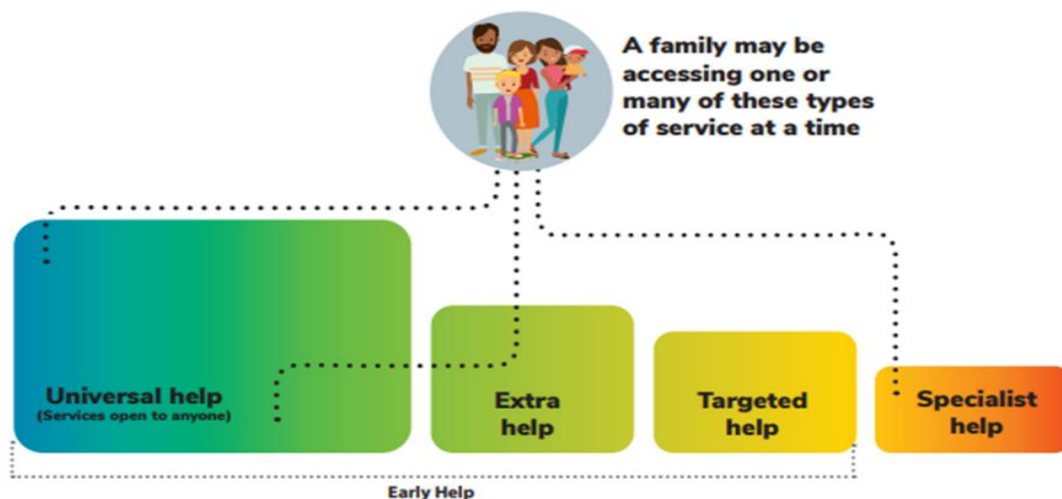 A family may be
accessing one or
many of these types
of service at a time
Universal help
(Services open to anyone)
Extra
help
Targeted
help
Specialist
help
Early Help